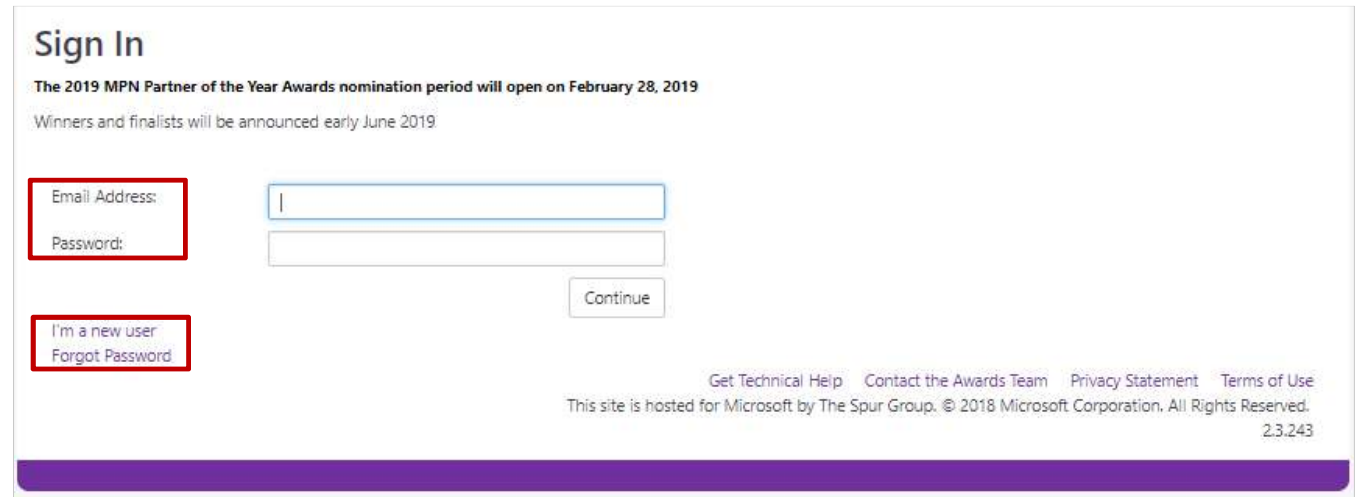 Sign In
The 2019 MPN Partner of the Year Awards nomination period will open on February 28, 2019
Winners and finalists will be announced early June 2019
Email Address:
Password:
Continue
I'm a new user
Forgot Password
Get Technical Help Contact the Awards Team Privacy Statement Terms of Use
This site is hosted for Microsoft by The Spur Group. © 2018 Microsoft Corporation. All Rights Reserved.
2.3.243